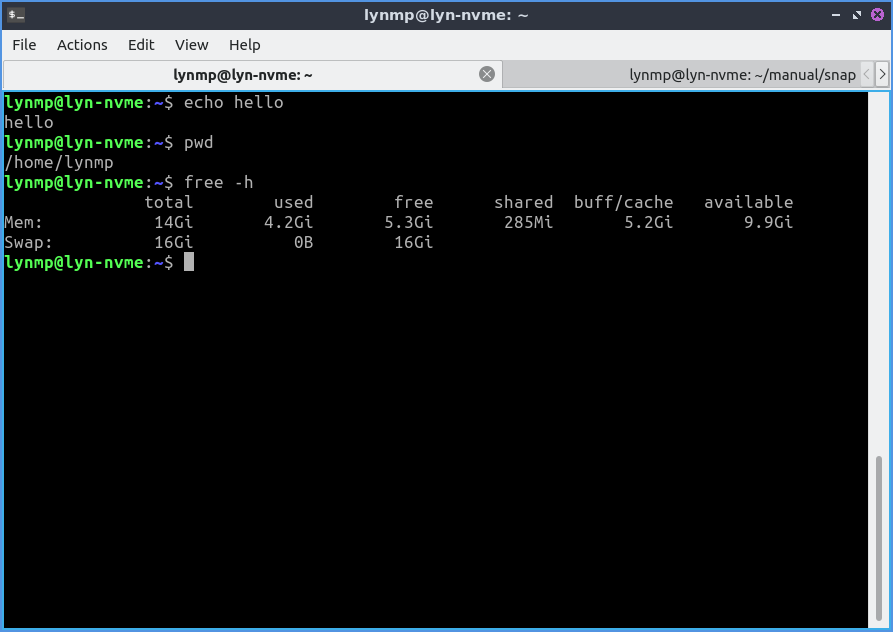 lynmp@lyn-nvme: ~
File Actions Edit View Help
lynmp@lyn-nvme: ~ lynmp@lyn-nvme: ~/manual/snap
lynmp@lyn-nvme:~$ echo hello
hello
lynmp@lyn-nvme:~$ pwd
/home/lynmp
lynmp@lyn-nvme:~$ free -h
total used free shared buff/cache available
Mem: 14Gi 4.2Gi 5.3Gi 285Mi 5.2Gi 9.9Gi
Swap: 16Gi 0B 16Gi
lynmp@lyn-nvme:~$